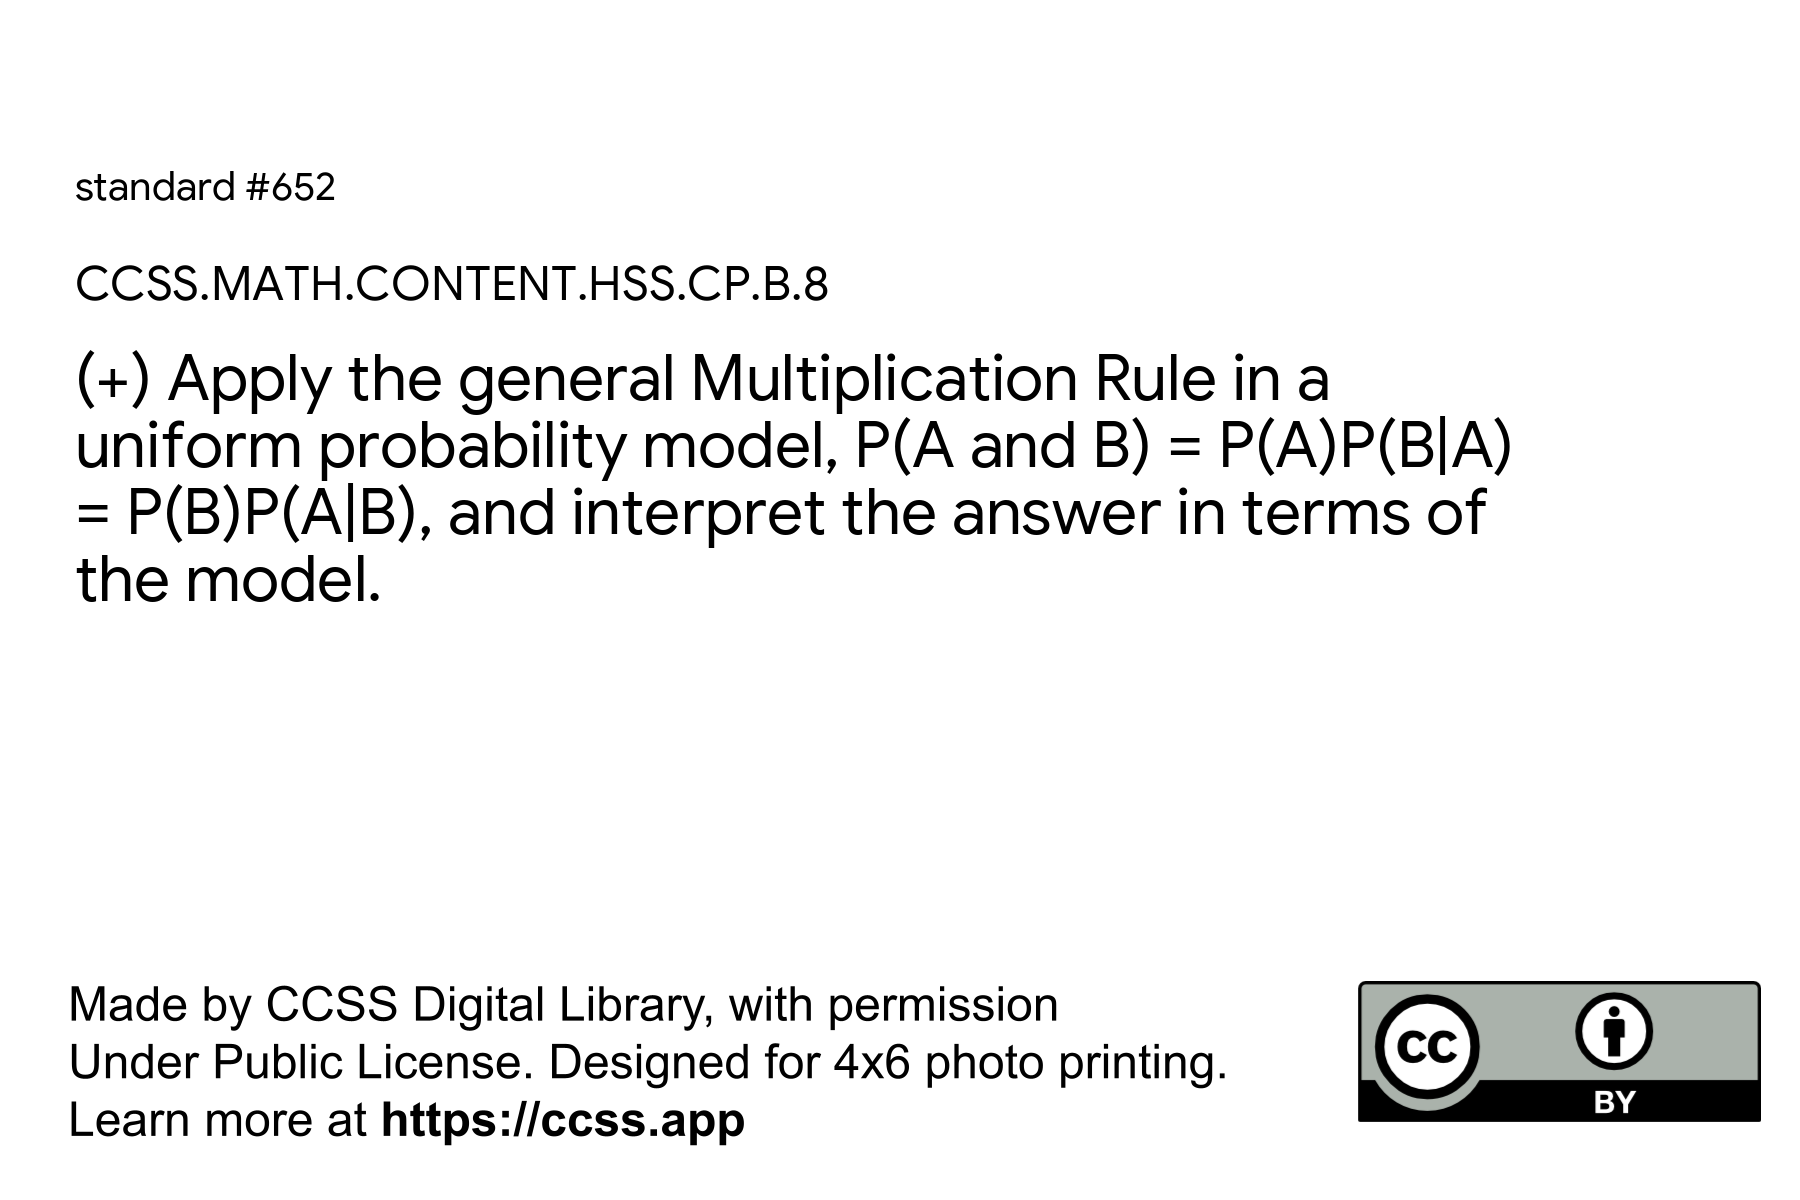 standard #652
CCSS.MATH.CONTENT.HSS.CP.B.8
(+) Apply the general Multiplication Rule in a
uniform probability model, P(A and B) = P(A)P(B|A)
= P(B)P(A|B), and interpret the answer in terms of
the model.
Made by CCSS Digital Library, with permission
Under Public License. Designed for 4x6 photo printing.
Learn more at https://ccss.app
cc
BY